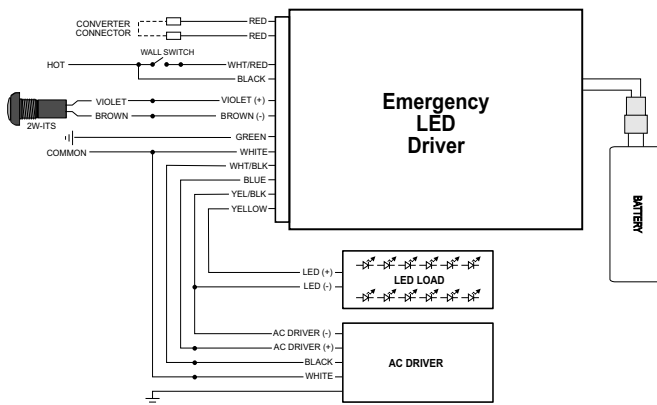 CONVERTER
CONNECTOR
RED
RED
WALL SWITCH
HOT
WHT/RED
BLACK
VIOLET
VIOLET (+)
BROWN
BROWN (-)
2W-ITS
GREEN
COMMON
WHITE
WHT/BLK
BLUE
YEL/BLK
YELLOW
Emergency
LED
Driver
BATTERY
LED (+)
LED (-)
LED LOAD
AC DRIVER (-)
AC DRIVER (+)
BLACK
WHITE
AC DRIVER